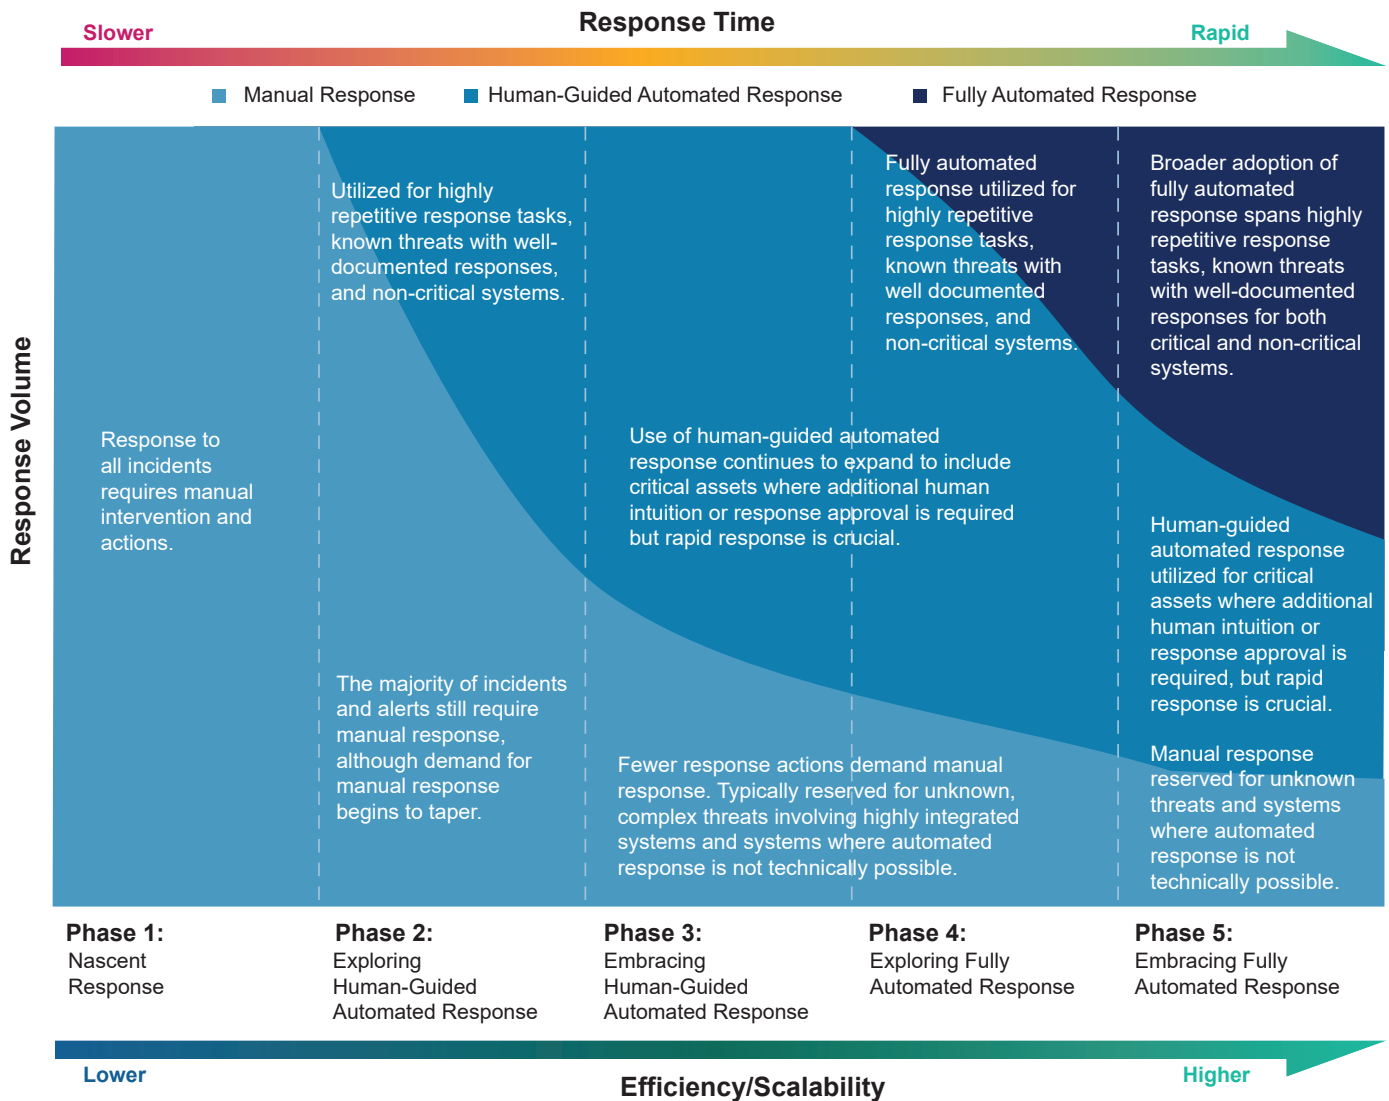 Response Time
Slower
Rapid
Manual Response
Human-Guided Automated Response
Fully Automated Response
Response Volume
Response to
all incidents
requires manual
intervention and
actions.
Utilized for highly
repetitive response tasks,
known threats with well-
documented responses,
and non-critical systems.
The majority of incidents
and alerts still require
manual response,
although demand for
manual response
begins to taper.
Use of human-guided automated
response continues to expand to include
critical assets where additional human
intuition or response approval is required
but rapid response is crucial.
Fewer response actions demand manual
response. Typically reserved for unknown,
complex threats involving highly integrated
systems and systems where automated
response is not technically possible.
Fully automated
response utilized for
highly repetitive
response tasks,
known threats with
well documented
responses, and
non-critical systems.
Broader adoption of
fully automated
response spans highly
repetitive response
tasks, known threats
with well-documented
responses for both
critical and non-critical
systems.
Human-guided
automated response
utilized for critical
assets where additional
human intuition or
response approval is
required, but rapid
response is crucial.
Manual response
reserved for unknown
threats and systems
where automated
response is not
technically possible.
Phase 1:
Nascent
Response
Phase 2:
Exploring
Human-Guided
Automated Response
Phase 3:
Embracing
Human-Guided
Automated Response
Phase 4:
Exploring Fully
Automated Response
Phase 5:
Embracing Fully
Automated Response
Lower
Higher
Efficiency/Scalability